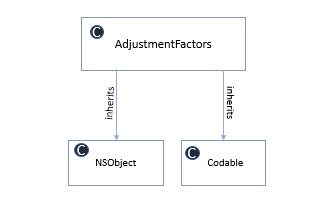 C
AdjustmentFactors
inherits
inherits
C
NSObject
C
Codable